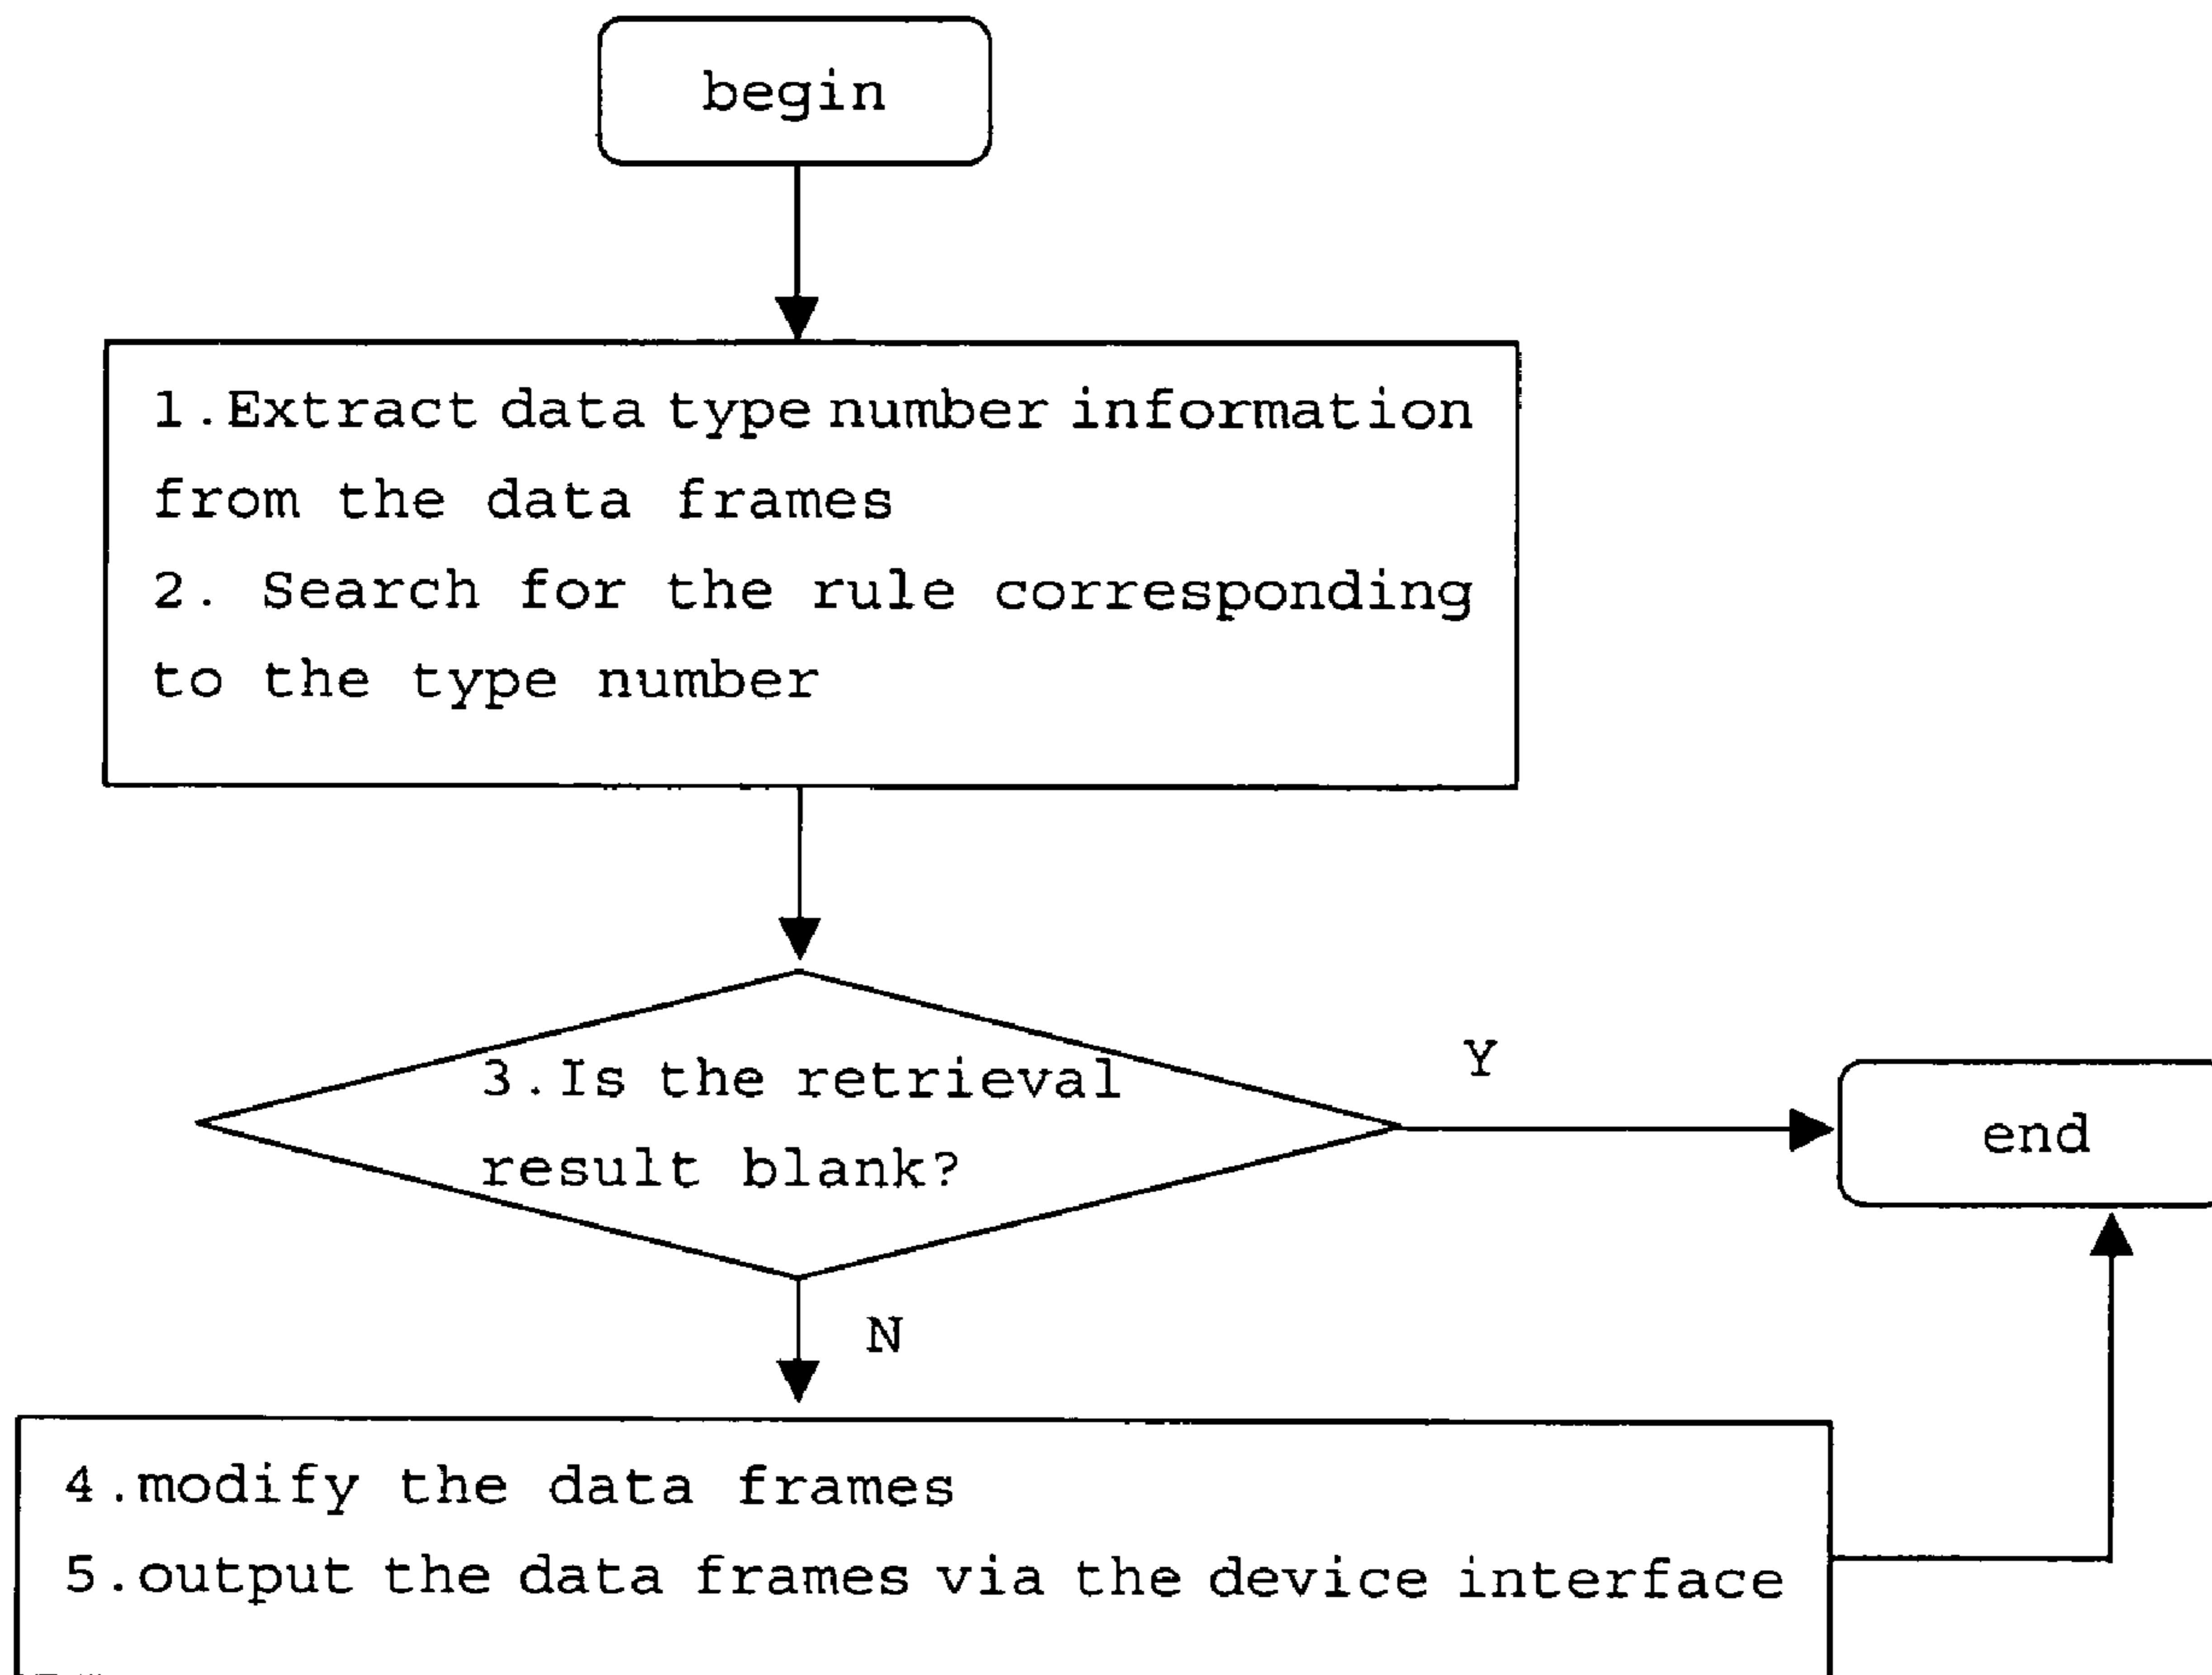 begin
1.Extract data type number information
from the data frames
2. Search for the rule corresponding
to the type number
3.Is the retrieval
result blank?
Y
end
N
4.modify the data frames
5.output the data frames via the device interface